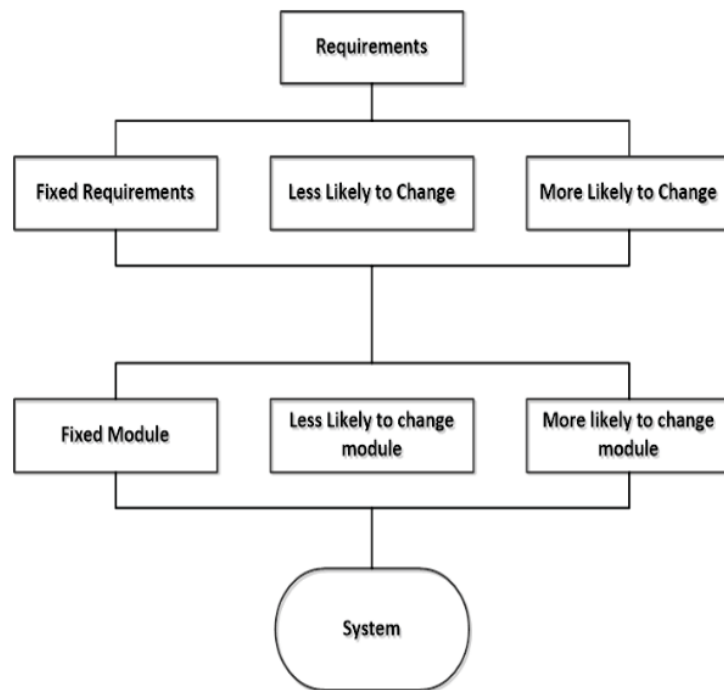 Requirements
Fixed Requirements
Less Likely to Change
More Likely to Change
Fixed Module
Less Likely to change
module
More likely to change
module
System